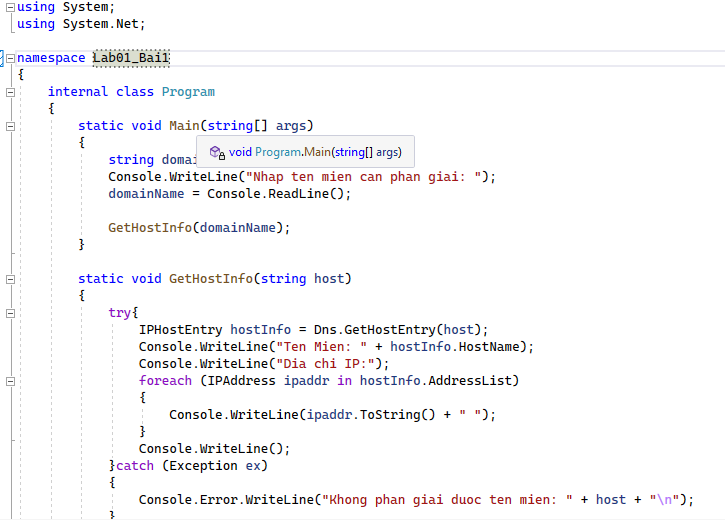 using System;
using System.Net;
namespace Lab01_Bai1
{
internal class Program
{
static void Main(string[] args)
{
void Program.Main(string[] args)
string
Console.WriteLine("Nhap ten mien can phan giai: ");
domainName = Console.ReadLine();
GetHostInfo(domainName);
}
static void GetHostInfo(string host)
{
try{
IPHostEntry hostInfo = Dns.GetHostEntry(host);
Console.WriteLine("Ten Mien: " + hostInfo.HostName);
Console.WriteLine("Dia chi IP:");
foreach (IPAddress ipaddr in hostInfo.AddressList)
{
Console.WriteLine(ipaddr.ToString() + " ");
}
Console.WriteLine();
}catch (Exception ex)
{
Console.Error.WriteLine("Khong phan giai duoc ten mien: " + host + "\n");
}